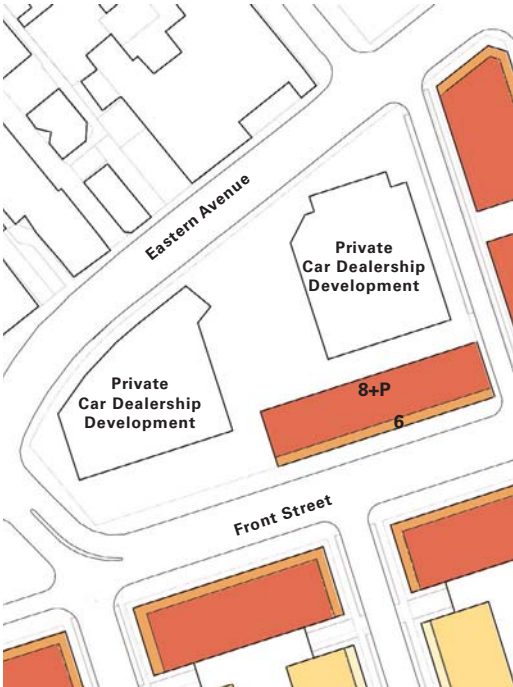 Eastern Avenue
Private
Car Dealership
Development
Private
Car Dealership
Development
8+P
6
Front Street